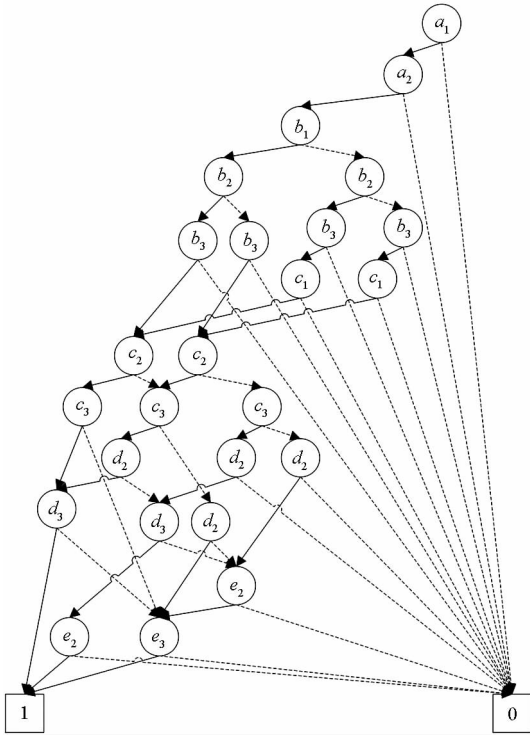 a1
a2
b1
b2 b2
b3 b3 b3 b3
c1 c1
c2 c2
c3 c3 c3
d2 d2 d2
d3 d3 d2
e2
e2 e3
1 0